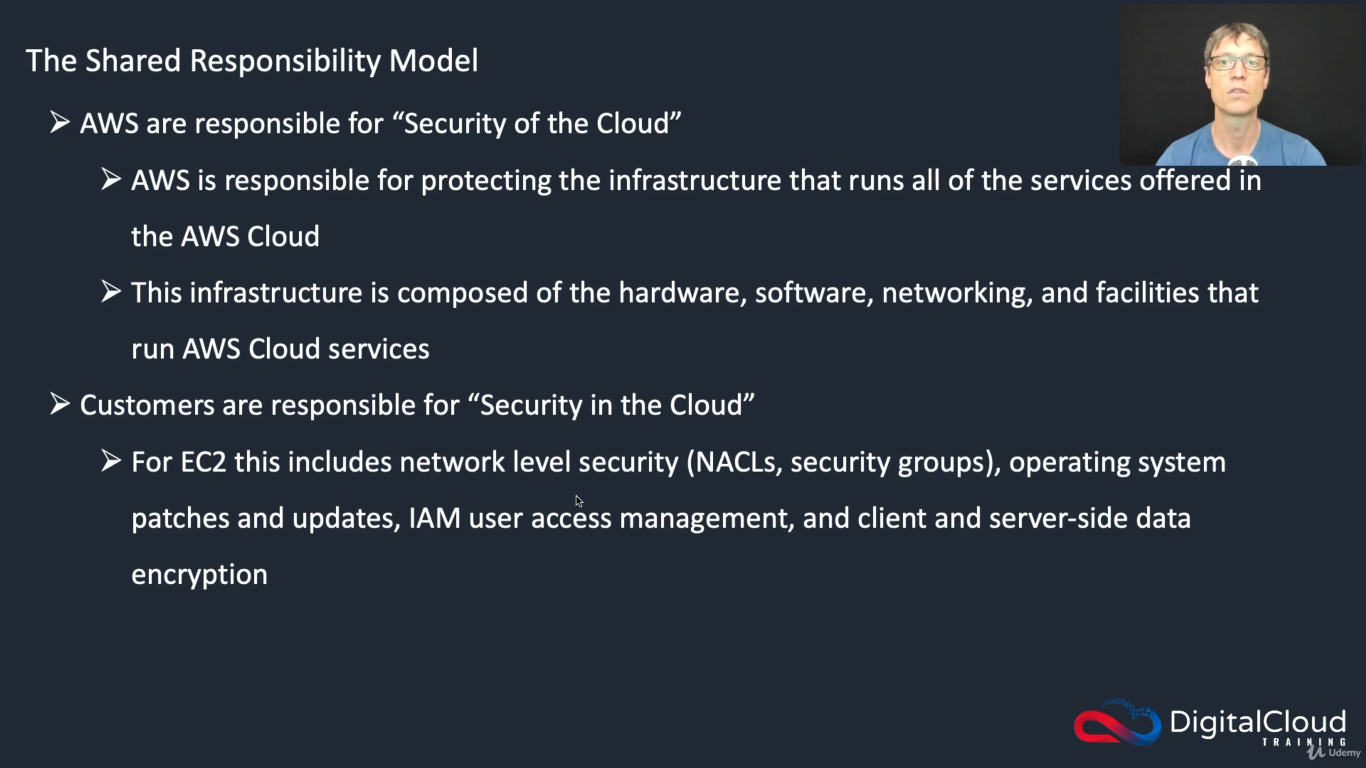 The Shared Responsibility Model
➢ AWS are responsible for “Security of the Cloud”
➢ AWS is responsible for protecting the infrastructure that runs all of the services offered in
the AWS Cloud
➢ This infrastructure is composed of the hardware, software, networking, and facilities that
run AWS Cloud services
➢ Customers are responsible for “Security in the Cloud”
➢ For EC2 this includes network level security (NACLs, security groups), operating system
patches and updates, IAM user access management, and client and server-side data
encryption
DigitalCloud
TRAINING
Udemy